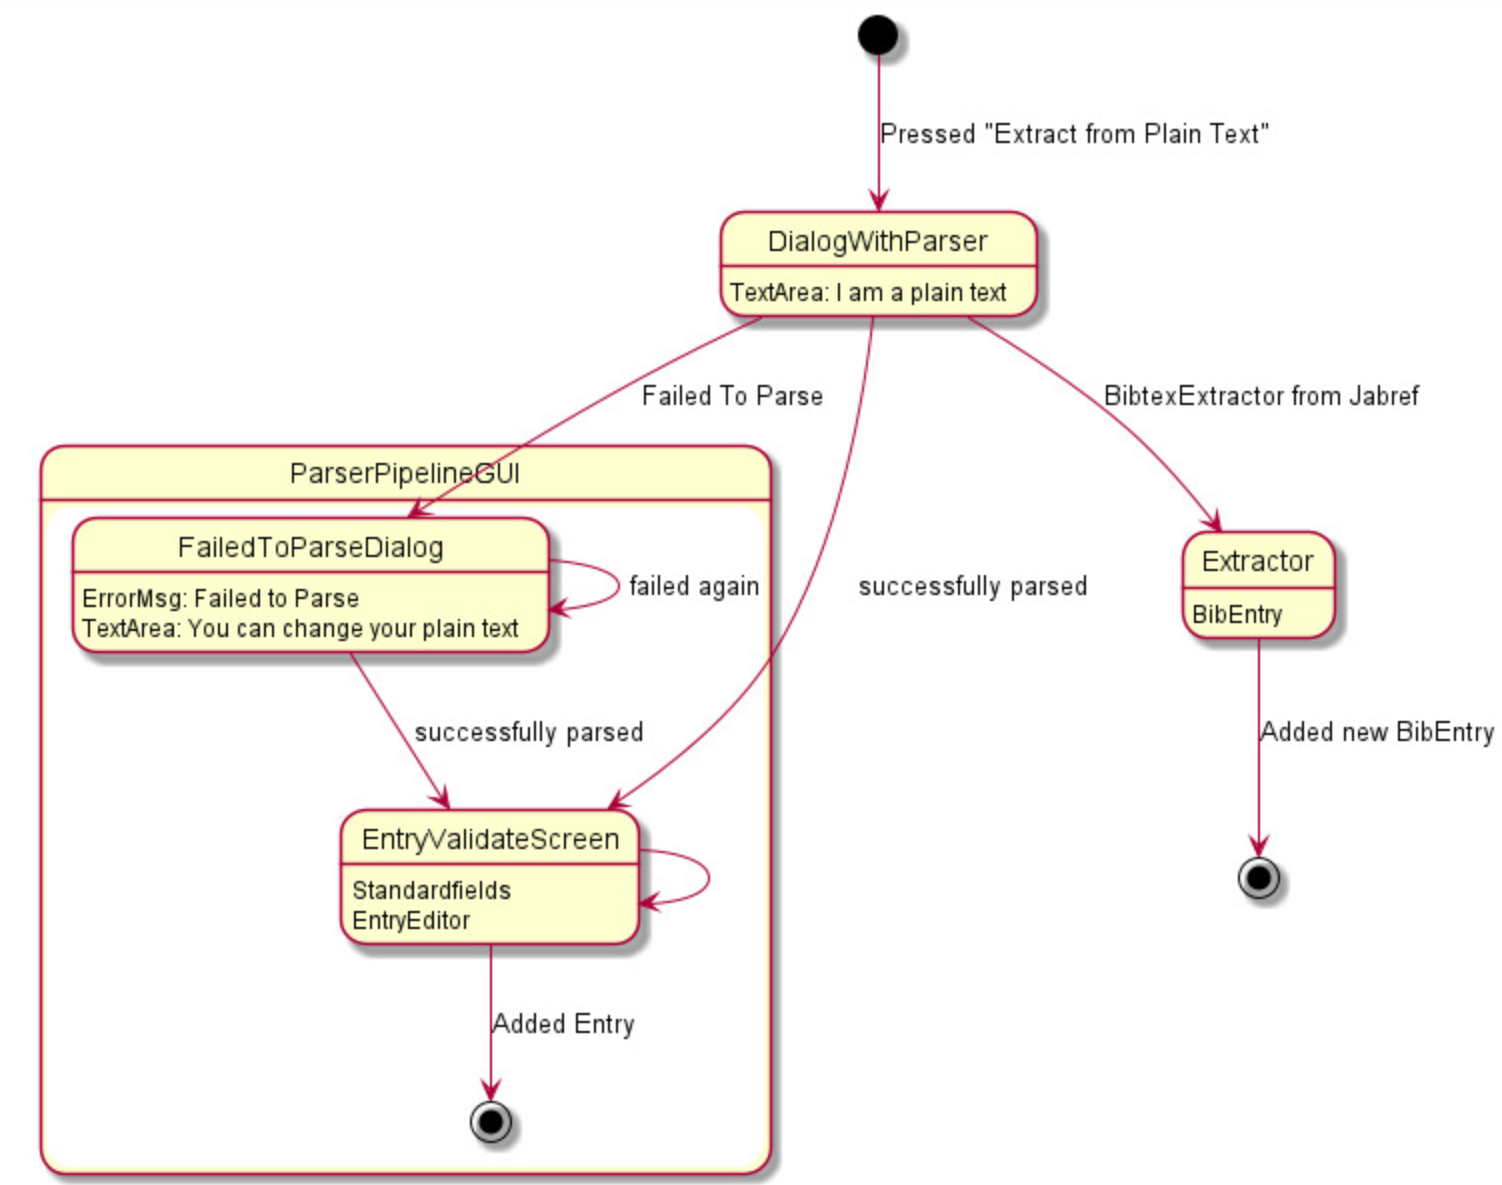 Pressed "Extract from Plain Text"
DialogWithParser
TextArea: I am a plain text
Failed To Parse
BibtexExtractor from Jabref
ParserPipelineGUI
FailedToParseDialog
ErrorMsg: Failed to Parse
TextArea: You can change your plain text
failed again
successfully parsed
Extractor
BibEntry
successfully parsed
Added new BibEntry
EntryValidateScreen
Standardfields
EntryEditor
Added Entry